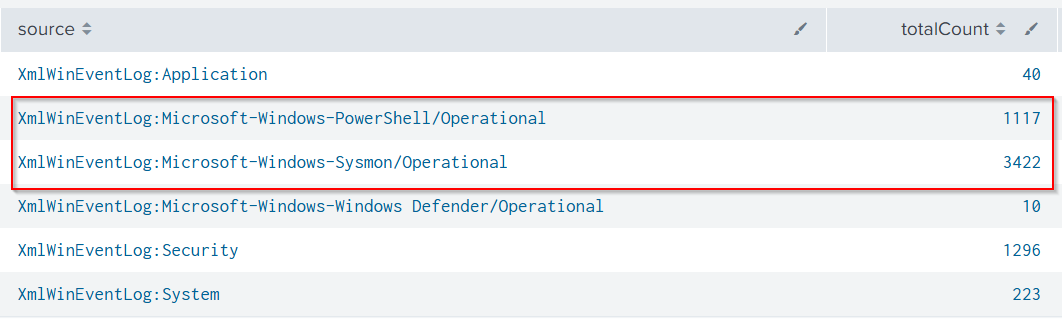 source totalCount
XmlWinEventLog:Application 40
XmlWinEventLog:Microsoft-Windows-PowerShell/Operational 1117
XmlWinEventLog:Microsoft-Windows-Sysmon/Operational 3422
XmlWinEventLog:Microsoft-Windows-Windows Defender/Operational 10
XmlWinEventLog:Security 1296
XmlWinEventLog:System 223